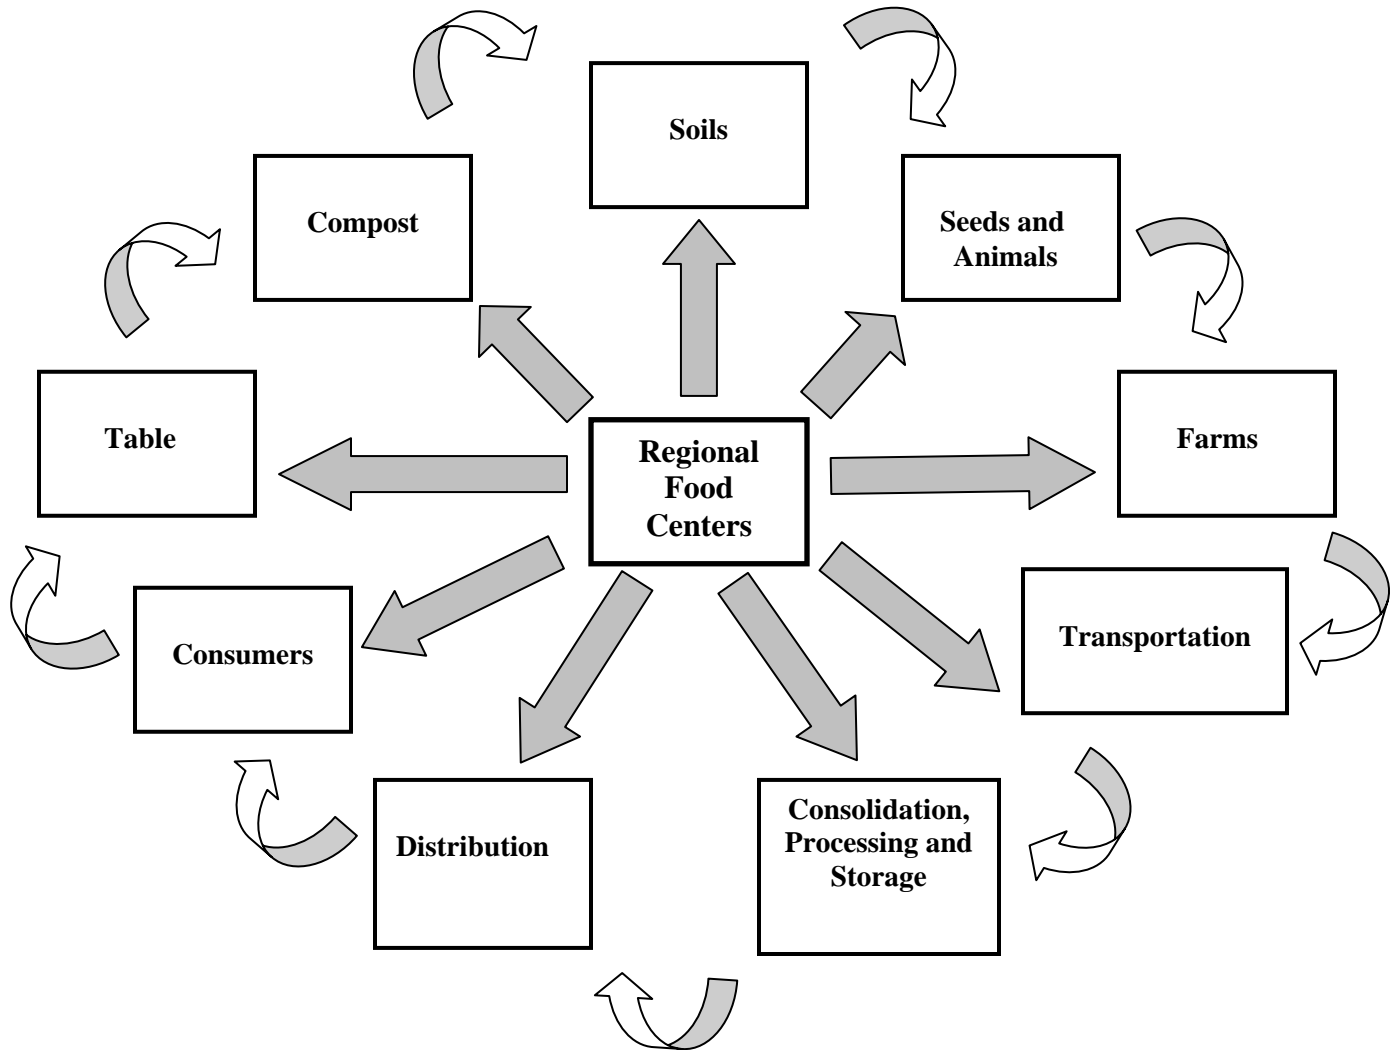 Soils
Compost
Seeds and
Animals
Table
Regional
Food
Centers
Farms
Consumers
Transportation
Distribution
Consolidation,
Processing and
Storage